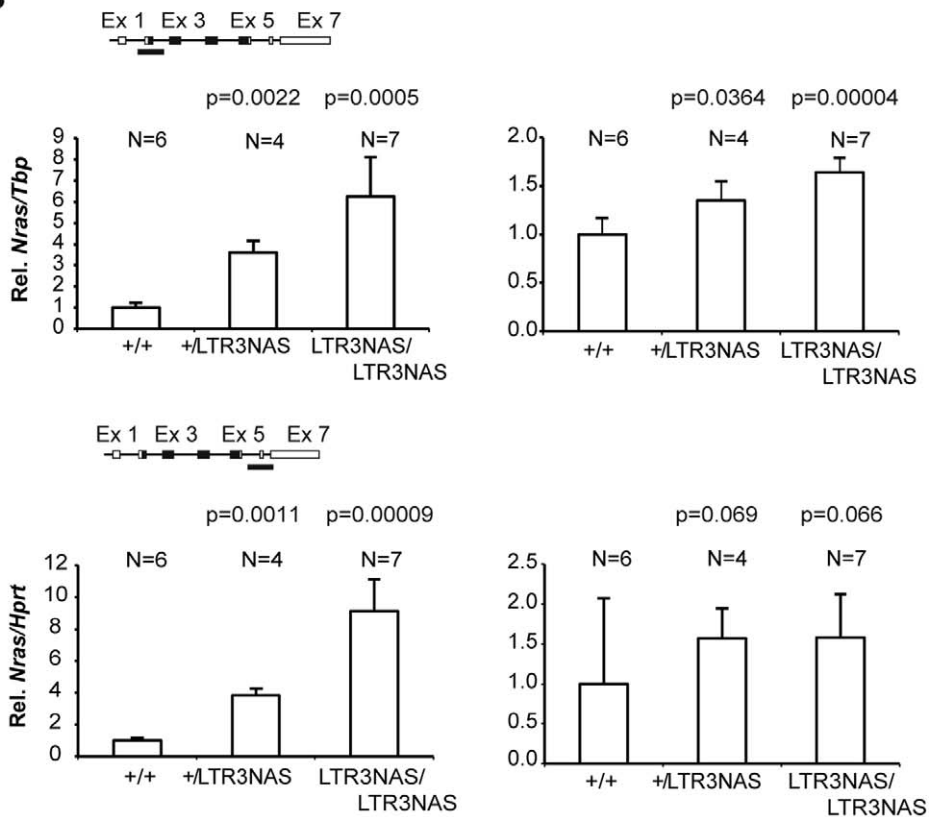 Ex 1 Ex 3 Ex 5 Ex 7
p=0.0022 p=0.0005
N=6 N=4 N=7
Rel. Nras/Tbp
9
8
7
6
5
4
3
2
1
0
+/+ +/LTR3NAS LTR3NAS/
LTR3NAS
p=0.0364 p=0.00004
N=6 N=4 N=7
2.0
1.5
1.0
0.5
0.0
+/+ +/LTR3NAS LTR3NAS/
LTR3NAS
Ex 1 Ex 3 Ex 5 Ex 7
p=0.0011 p=0.00009
N=6 N=4 N=7
Rel. Nras/Hprt
12
10
8
6
4
2
0
+/+ +/LTR3NAS LTR3NAS/
LTR3NAS
p=0.069 p=0.066
N=6 N=4 N=7
2.5
2.0
1.5
1.0
0.5
0.0
+/+ +/LTR3NAS LTR3NAS/
LTR3NAS